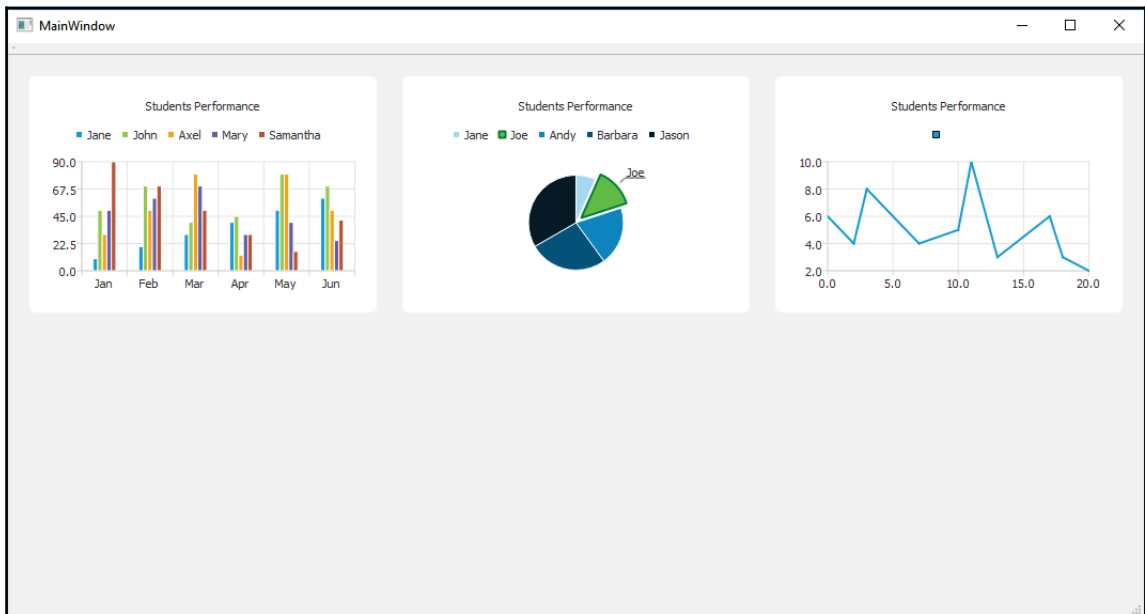 MainWindow
Students Performance
Jane John Axel Mary Samantha
90.0
67.5
45.0
22.5
0.0
Jan Feb Mar Apr May Jun
Students Performance
Jane Joe Andy Barbara Jason
Joe
Students Performance
10.0
8.0
6.0
4.0
2.0
0.0 5.0 10.0 15.0 20.0